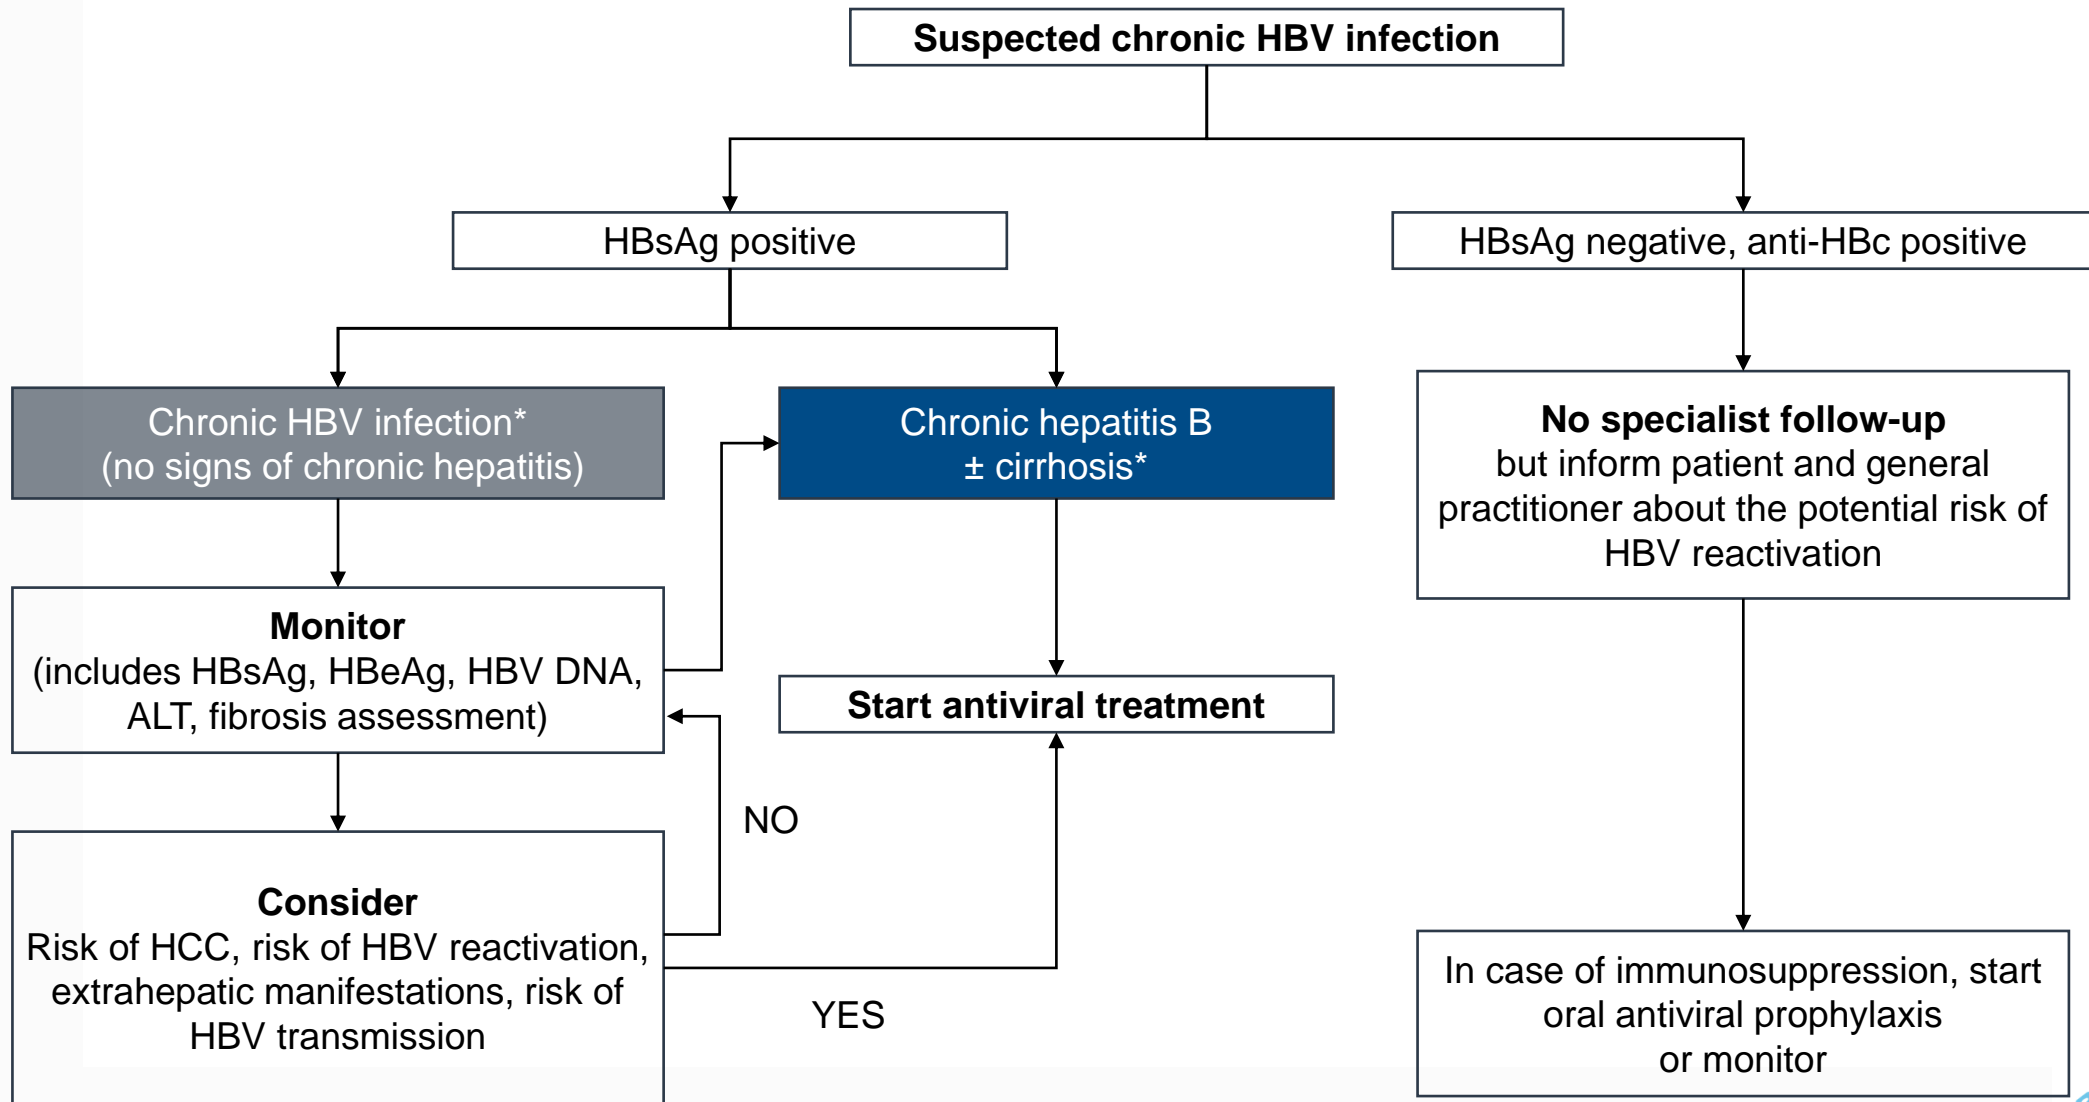 Suspected chronic HBV infection
HBsAg positive
HBsAg negative, anti-HBc positive
Chronic HBV infection*
(no signs of chronic hepatitis)
Chronic hepatitis B
± cirrhosis*
No specialist follow-up
but inform patient and general
practitioner about the potential risk of
HBV reactivation
Monitor
(includes HBsAg, HBeAg, HBV DNA,
ALT, fibrosis assessment)
Start antiviral treatment
NO
Consider
Risk of HCC, risk of HBV reactivation,
extrahepatic manifestations, risk of
HBV transmission
YES
In case of immunosuppression, start
oral antiviral prophylaxis
or monitor